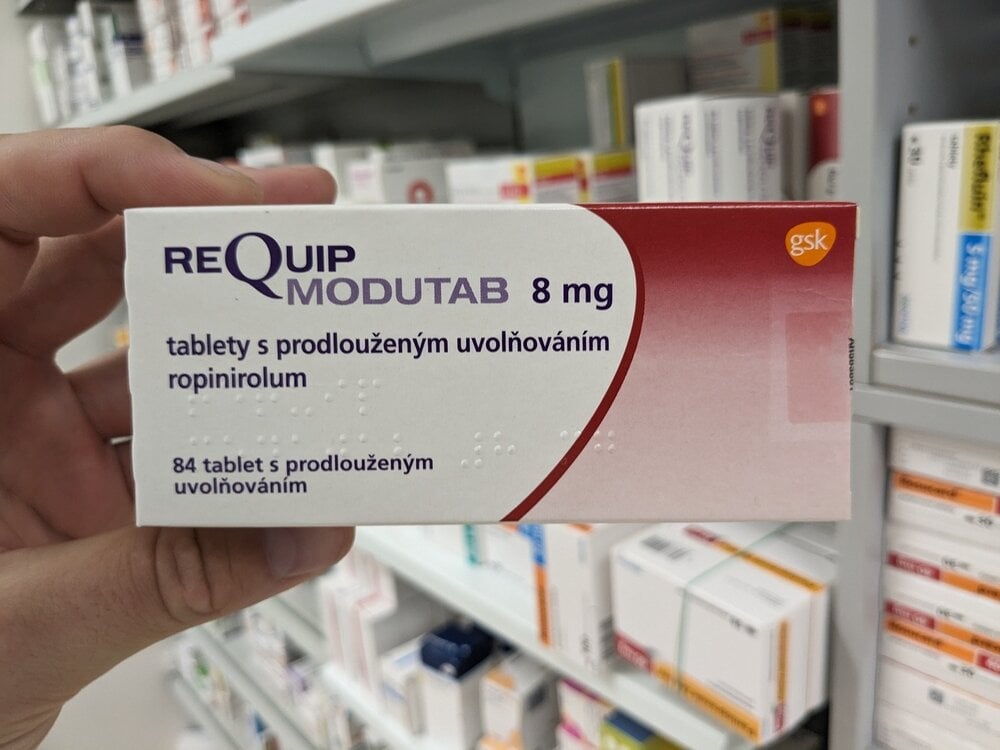 REQUIP
MODUTAB 8 mg
gsk
tablety s prodlouženým uvolňováním
ropinirolum
84 tablet s prodlouženým
uvolňováním